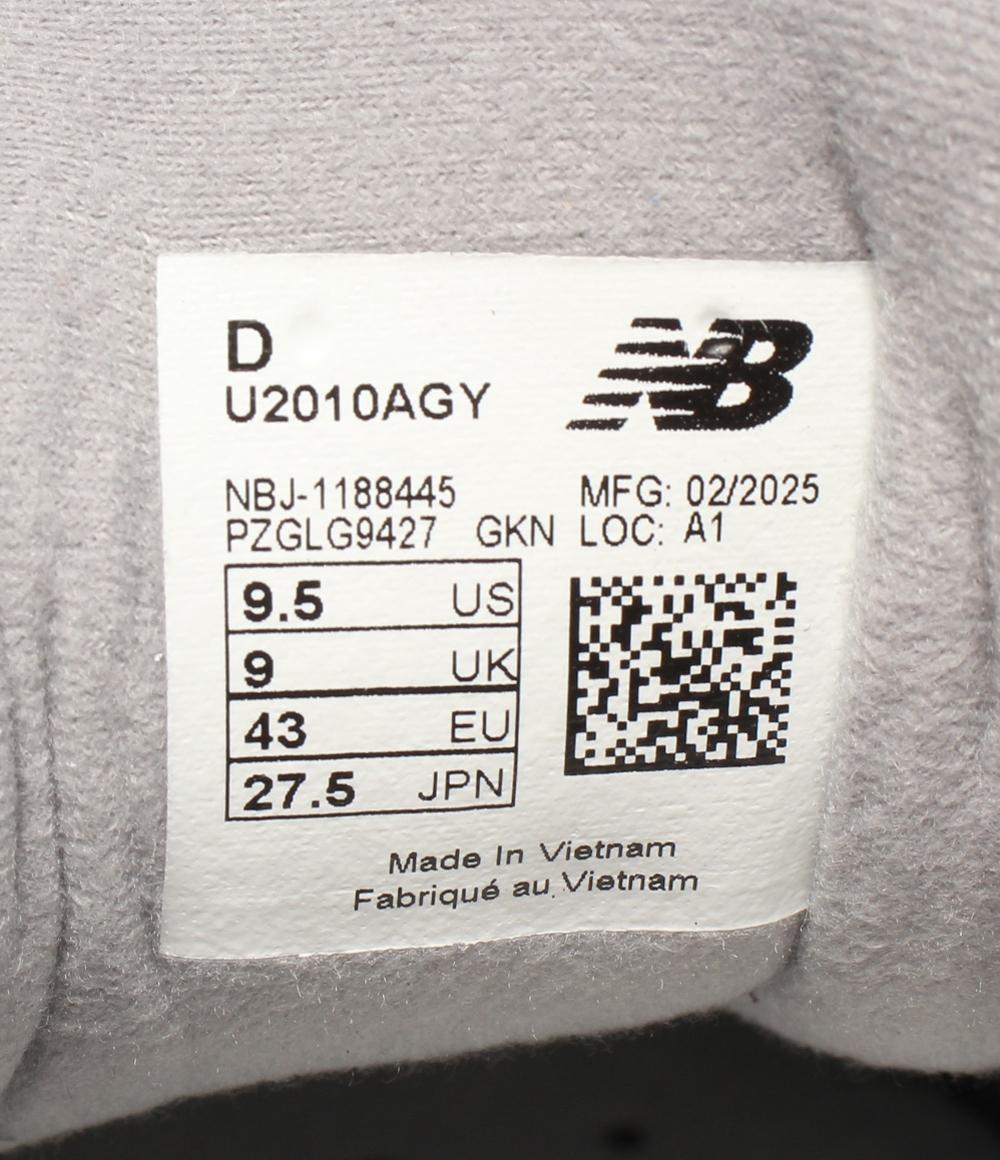 D
U2010AGY
NB
NBJ-1188445 MFG: 02/2025
PZGLG9427 GKN LOC: A1
9.5 US
9 UK
43 EU
27.5 JPN
Made In Vietnam
Fabriqué au Vietnam